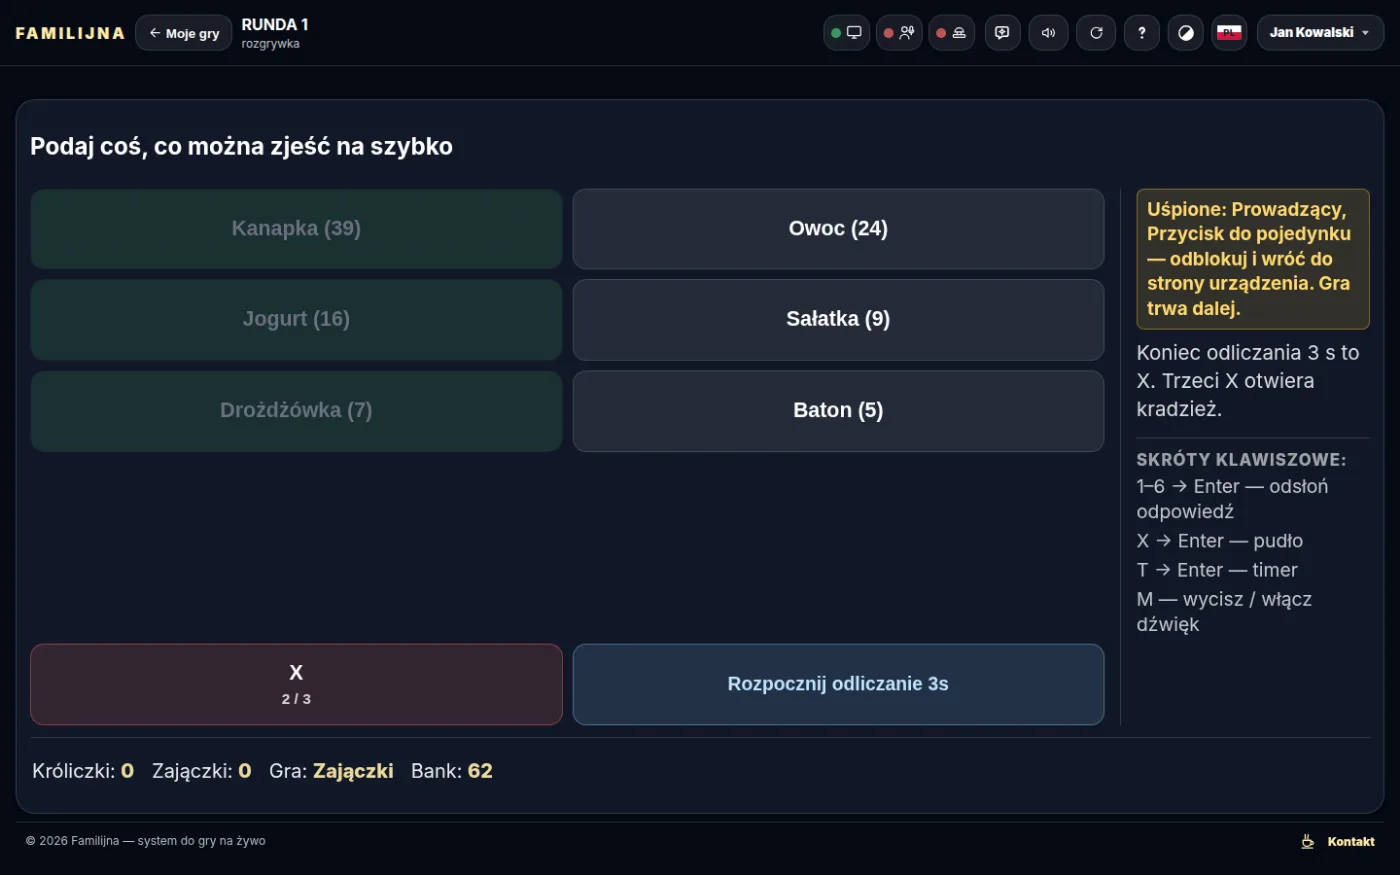 FAMILIJNA
← Moje gry
RUNDA 1
rozgrywka
?
PL
Jan Kowalski
Podaj coś, co można zjeść na szybko
Kanapka (39)
Owoc (24)
Jogurt (16)
Sałatka (9)
Drożdżówka (7)
Baton (5)
X
2 / 3
Rozpocznij odliczanie 3s
Uśpione: Prowadzący,
Przycisk do pojedynku
— odblokuj i wróć do
strony urządzenia. Gra
trwa dalej.
Koniec odliczania 3 s to
X. Trzeci X otwiera
kradzież.
SKRÓTY KLAWISZOWE:
1–6 → Enter — odsłoń
odpowiedź
X → Enter — pudło
T → Enter — timer
M — wycisz / włącz
dźwięk
Króliczki: 0 Zajączki: 0 Gra: Zajączki Bank: 62
© 2026 Familijna — system do gry na żywo
Kontakt